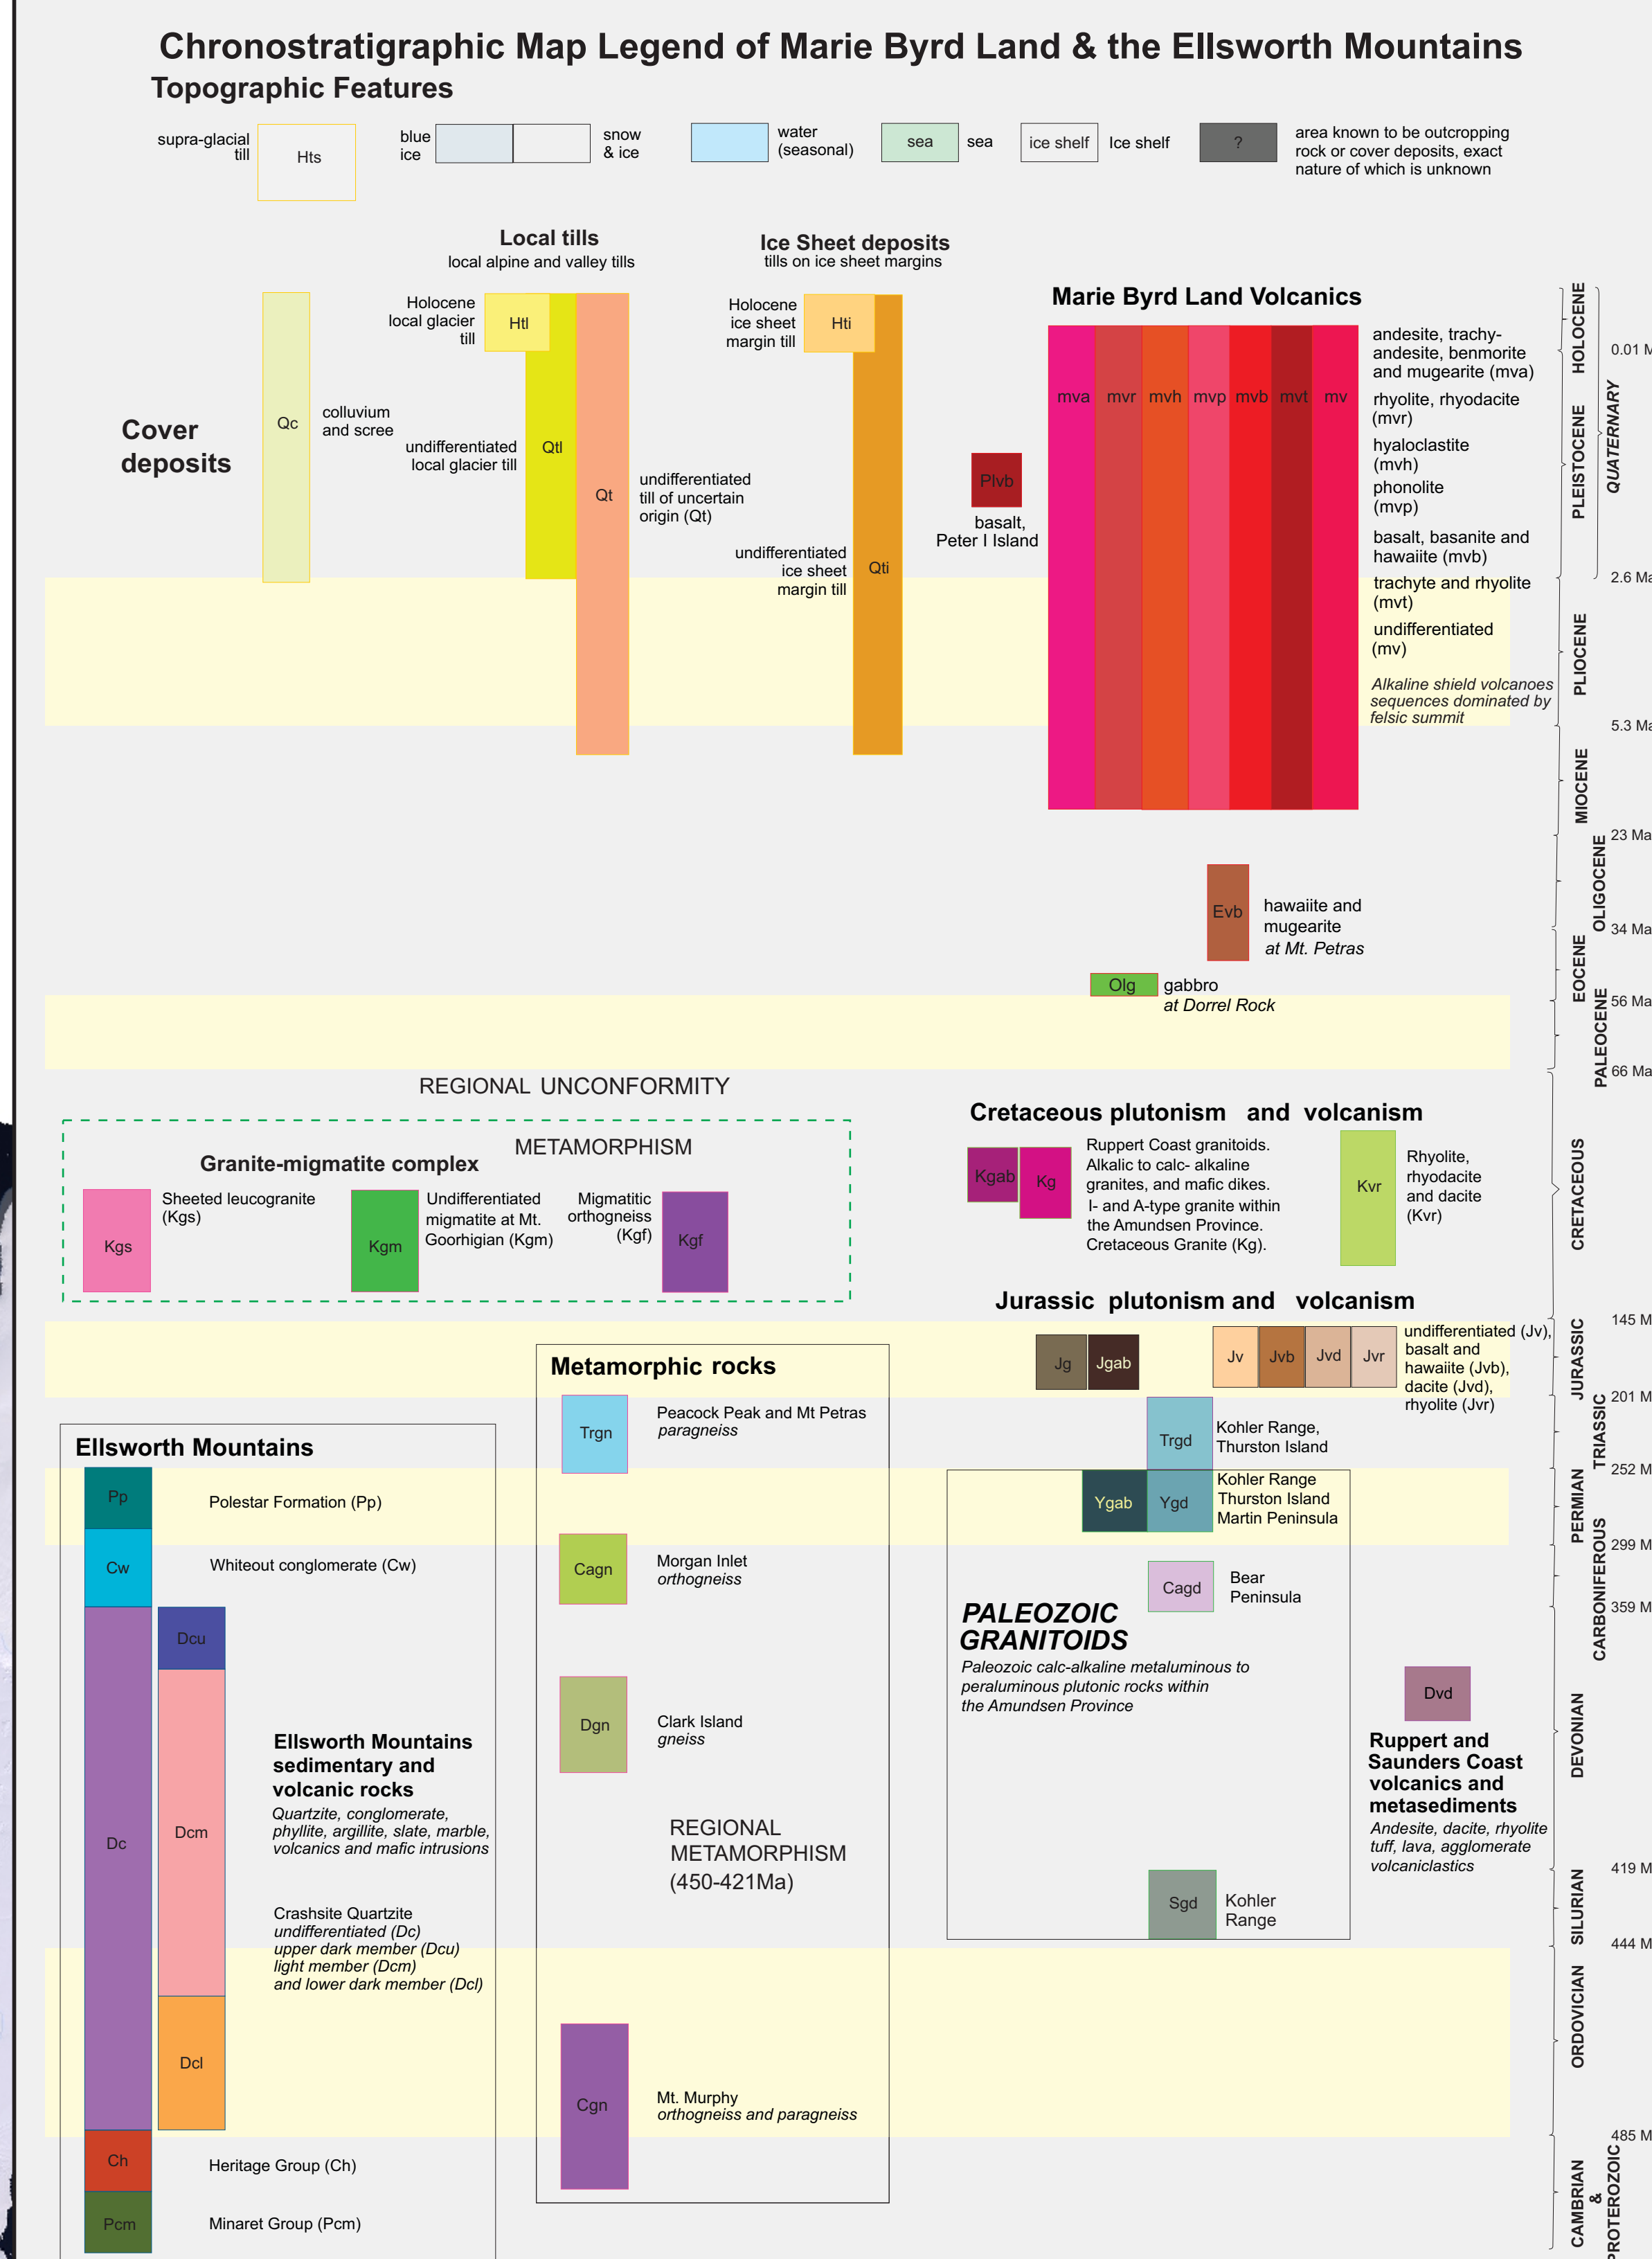 Chronostratigraphic Map Legend of Marie Byrd Land & the Ellsworth Mountains
Topographic Features
supra-glacial
till
Hts
blue
ice
snow
& ice
water
(seasonal)
sea
sea
ice shelf
Ice shelf
?
area known to be outcropping
rock or cover deposits, exact
nature of which is unknown
Local tills
local alpine and valley tills
Ice Sheet deposits
tills on ice sheet margins
Cover
deposits
Qc
colluvium
and scree
Holocene
local glacier
till
Htl
undifferentiated
local glacier till
Qtl
Qt
undifferentiated
till of uncertain
origin (Qt)
Holocene
ice sheet
margin till
Hti
undifferentiated
ice sheet
margin till
Qti
Plvb
basalt,
Peter I Island
Marie Byrd Land Volcanics
mva mvr mvh mvp mvb mvt mv
andesite, trachy-
andesite, benmorite
and mugearite (mva)
rhyolite, rhyodacite
(mvr)
hyaloclastite
(mvh)
phonolite
(mvp)
basalt, basanite and
hawaiite (mvb)
trachyte and rhyolite
(mvt)
undifferentiated
(mv)
Alkaline shield volcanoes
sequences dominated by
felsic summit
HOLOCENE
0.01 M
PLEISTOCENE
QUATERNARY
2.6 Ma
PLIOCENE
5.3 Ma
MIOCENE
23 Ma
OLIGOCENE
34 Ma
EOCENE
56 Ma
PALEOCENE
66 Ma
Evb
hawaiite and
mugearite
at Mt. Petras
Olg
gabbro
at Dorrel Rock
REGIONAL UNCONFORMITY
METAMORPHISM
Granite-migmatite complex
Kgs
Sheeted leucogranite
(Kgs)
Kgm
Undifferentiated
migmatite at Mt.
Goorhigian (Kgm)
Migmatitic
orthogneiss
(Kgf)
Kgf
Cretaceous plutonism and volcanism
Kgab
Kg
Ruppert Coast granitoids.
Alkalic to calc- alkaline
granites, and mafic dikes.
I- and A-type granite within
the Amundsen Province.
Cretaceous Granite (Kg).
Kvr
Rhyolite,
rhyodacite
and dacite
(Kvr)
CRETACEOUS
145 M
Jurassic plutonism and volcanism
Jg
Jgab
Jv
Jvb
Jvd
Jvr
undifferentiated (Jv),
basalt and
hawaiite (Jvb),
dacite (Jvd),
rhyolite (Jvr)
JURASSIC
201 M
TRIASSIC
252 M
PERMIAN
299 M
CARBONIFEROUS
359 M
DEVONIAN
419 M
SILURIAN
444 M
ORDOVICIAN
485 M
CAMBRIAN
&
PROTEROZOIC
Metamorphic rocks
Trgn
Peacock Peak and Mt Petras
paragneiss
Cagn
Morgan Inlet
orthogneiss
Dgn
Clark Island
gneiss
REGIONAL
METAMORPHISM
(450-421Ma)
Cgn
Mt. Murphy
orthogneiss and paragneiss
Ellsworth Mountains
Pp
Polestar Formation (Pp)
Cw
Whiteout conglomerate (Cw)
Dc
Dcu
Dcm
Dcl
Ellsworth Mountains
sedimentary and
volcanic rocks
Quartzite, conglomerate,
phyllite, argillite, slate, marble,
volcanics and mafic intrusions
Crashsite Quartzite
undifferentiated (Dc)
upper dark member (Dcu)
light member (Dcm)
and lower dark member (Dcl)
Ch
Heritage Group (Ch)
Pcm
Minaret Group (Pcm)
Trgd
Kohler Range,
Thurston Island
Ygab
Ygd
Kohler Range
Thurston Island
Martin Peninsula
Cagd
Bear
Peninsula
PALEOZOIC
GRANITOIDS
Paleozoic calc-alkaline metaluminous to
peraluminous plutonic rocks within
the Amundsen Province
Sgd
Kohler
Range
Dvd
Ruppert and
Saunders Coast
volcanics and
metasediments
Andesite, dacite, rhyolite
tuff, lava, agglomerate
volcaniclastics